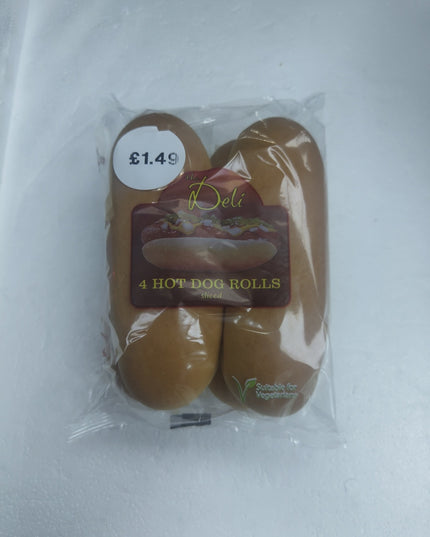 £1.49
Deli
4 HOT DOG ROLLS
sliced
Suitable for
Vegetarians